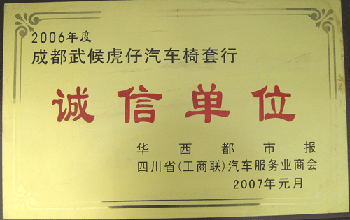 2006年度
成都武候虎仔汽车椅套行
诚信单位
华西都市报
四川省(工商联)汽车服务业商会
2007年元月